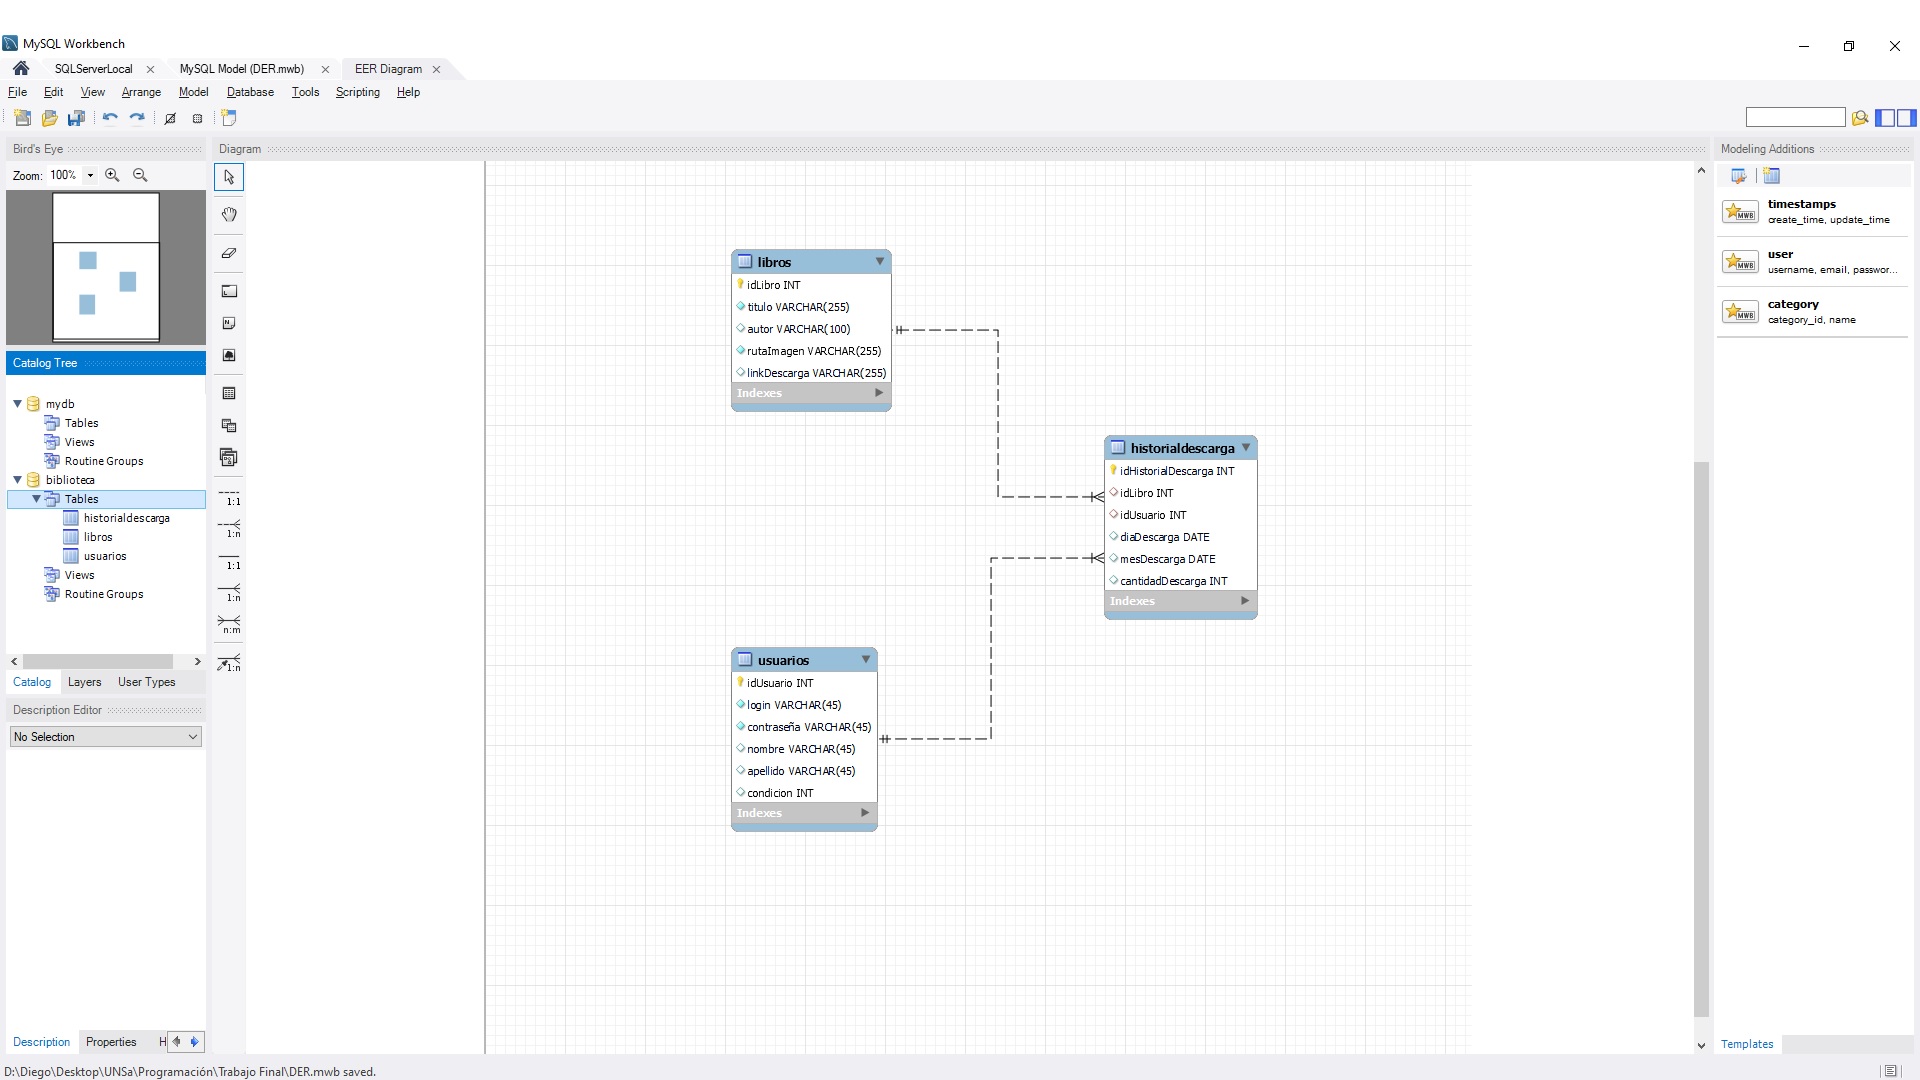 MySQL Workbench
SQLServerLocal
MySQL Model (DER.mwb)
EER Diagram
File Edit View Arrange Model Database Tools Scripting Help
Bird's Eye
Zoom: 100%
Catalog Tree
mydb
Tables
Views
Routine Groups
biblioteca
Tables
historialdescarga
libros
usuarios
Views
Routine Groups
Catalog Layers User Types
Description Editor
No Selection
Description Properties H
Diagram
1:1
1:n
1:1
1:n
n:m
1:n
libros
idLibro INT
titulo VARCHAR(255)
autor VARCHAR(100)
rutaImagen VARCHAR(255)
linkDescarga VARCHAR(255)
Indexes
historialdescarga
idHistorialDescarga INT
idLibro INT
idUsuario INT
diaDescarga DATE
mesDescarga DATE
cantidadDescarga INT
Indexes
usuarios
idUsuario INT
login VARCHAR(45)
contraseña VARCHAR(45)
nombre VARCHAR(45)
apellido VARCHAR(45)
condicion INT
Indexes
Modeling Additions
MWB
timestamps
create_time, update_time
MWB
user
username, email, passwor...
MWB
category
category_id, name
Templates
D:\Diego\Desktop\UNSa\Programación\Trabajo Final\DER.mwb saved.